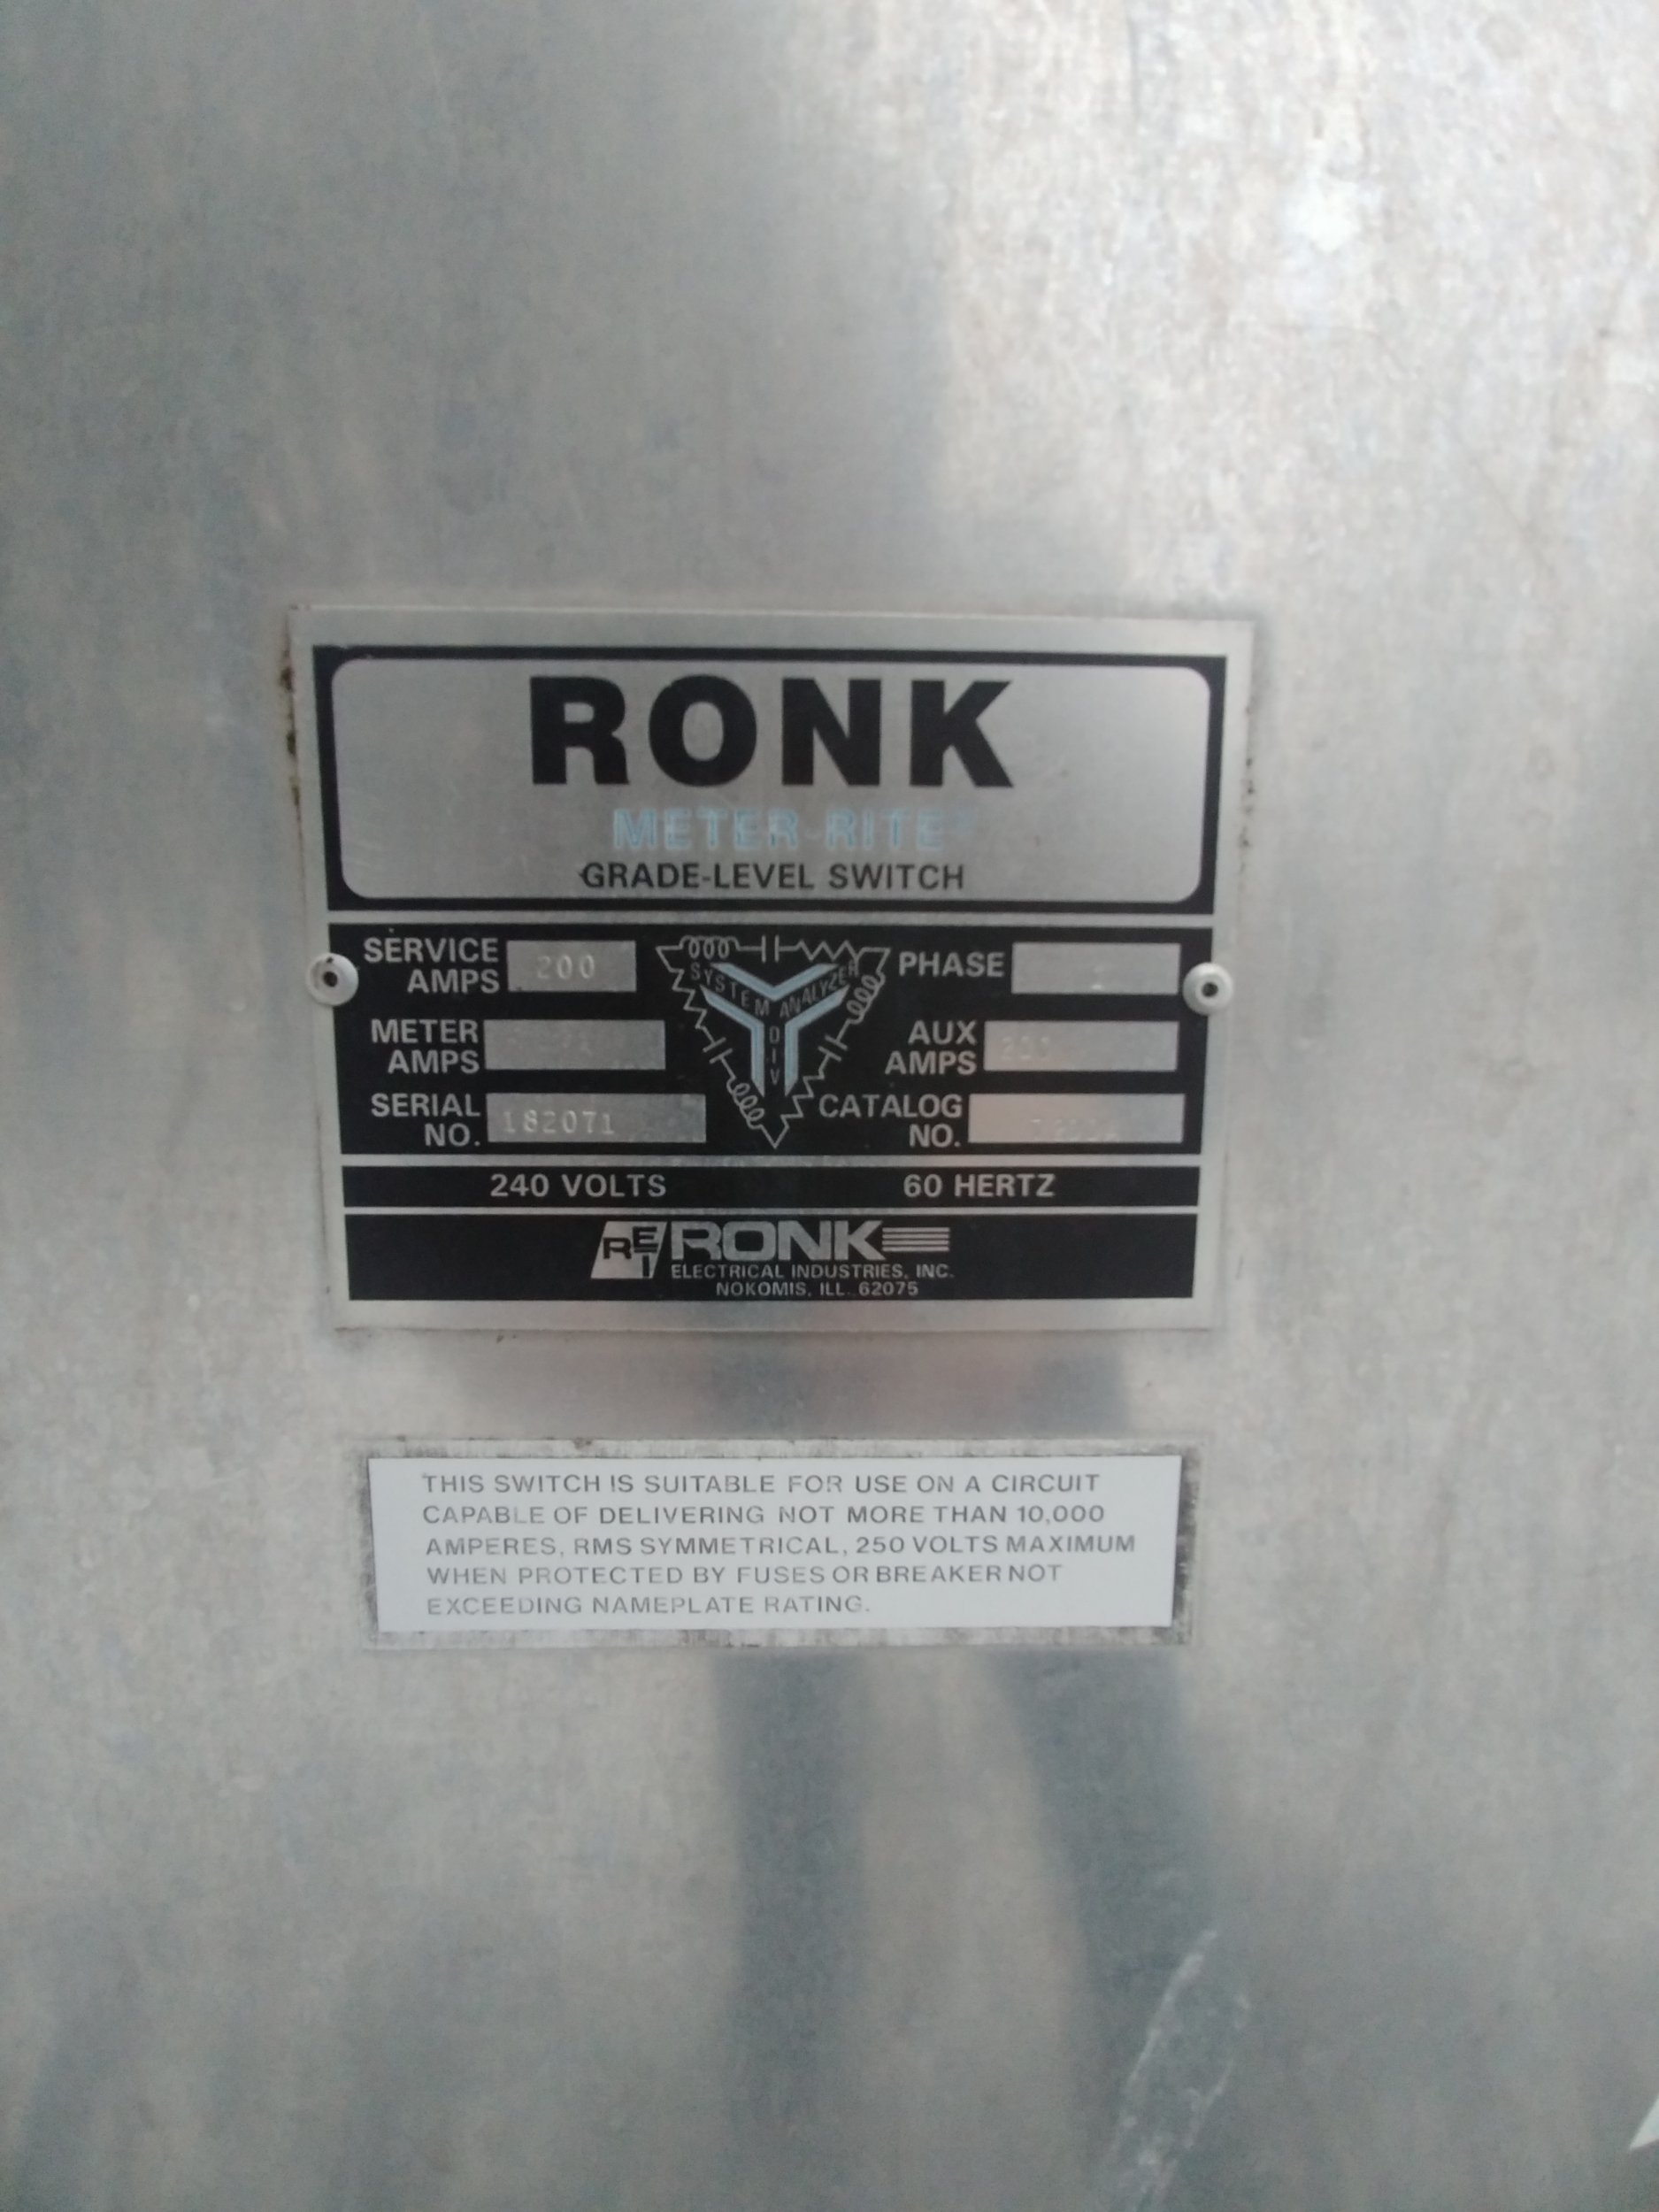 RONK
METER-RITE
GRADE-LEVEL SWITCH
SERVICE AMPS 200
PHASE 1
METER AMPS
AUX AMPS 200
SERIAL NO. 182071
CATALOG NO.
SYSTEM ANALYZER DIV
240 VOLTS 60 HERTZ
REI RONK
ELECTRICAL INDUSTRIES, INC.
NOKOMIS, ILL. 62075
THIS SWITCH IS SUITABLE FOR USE ON A CIRCUIT
CAPABLE OF DELIVERING NOT MORE THAN 10,000
AMPERES, RMS SYMMETRICAL, 250 VOLTS MAXIMUM
WHEN PROTECTED BY FUSES OR BREAKER NOT
EXCEEDING NAMEPLATE RATING.